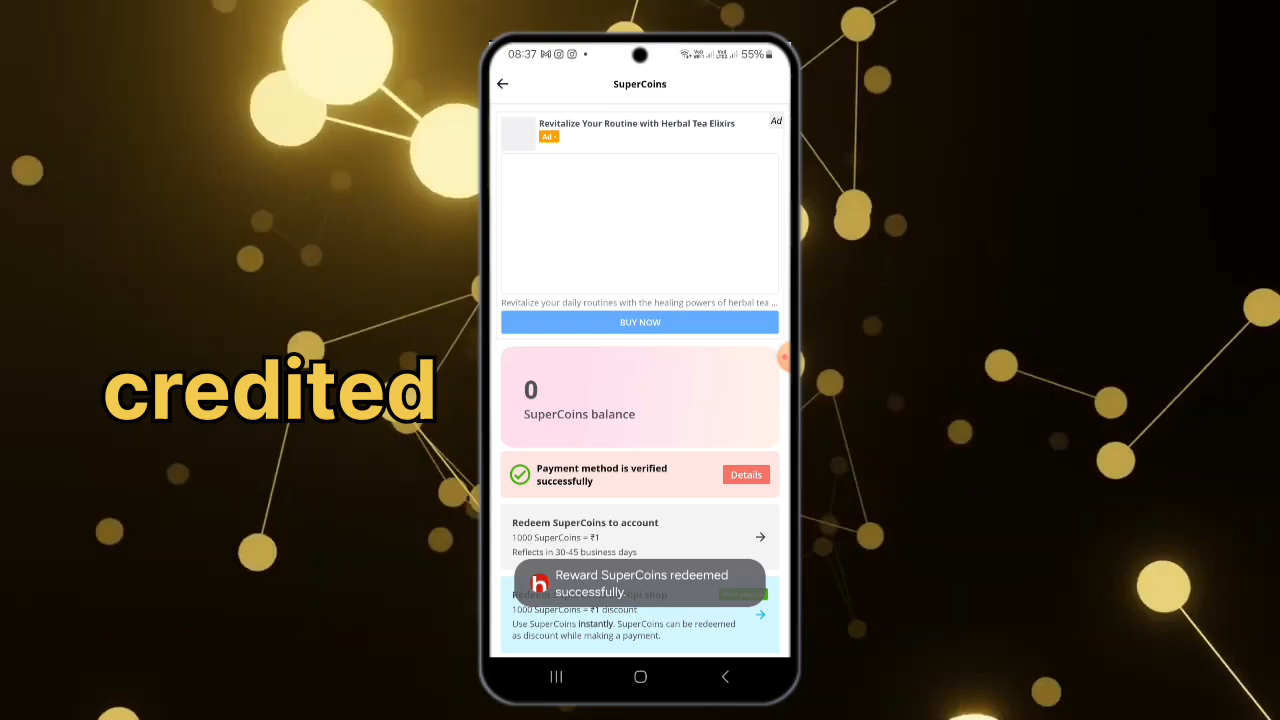 08:37
55%
SuperCoins
Ad
Revitalize Your Routine with Herbal Tea Elixirs
Ad
Revitalize your daily routines with the healing powers of herbal tea ...
BUY NOW
credited
0
SuperCoins balance
Payment method is verified
successfully
Details
Redeem SuperCoins to account
1000 SuperCoins = ₹1
Reflects in 30-45 business days
Reward SuperCoins redeemed
successfully.
1000 SuperCoins = ₹1 discount
Use SuperCoins instantly. SuperCoins can be redeemed
as discount while making a payment.